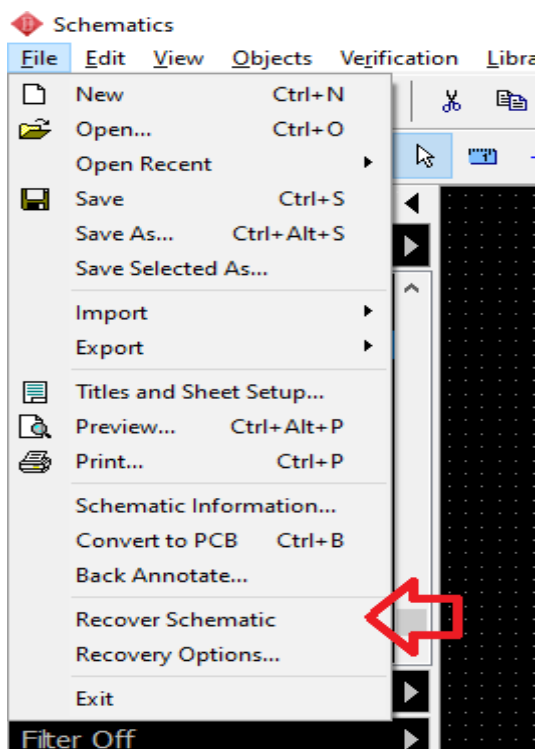 Schematics
File Edit View Objects Verification Libra
New Ctrl+N
Open... Ctrl+O
Open Recent
Save Ctrl+S
Save As... Ctrl+Alt+S
Save Selected As...
Import
Export
Titles and Sheet Setup...
Preview... Ctrl+Alt+P
Print... Ctrl+P
Schematic Information...
Convert to PCB Ctrl+B
Back Annotate...
Recover Schematic
Recovery Options...
Exit
Filter Off